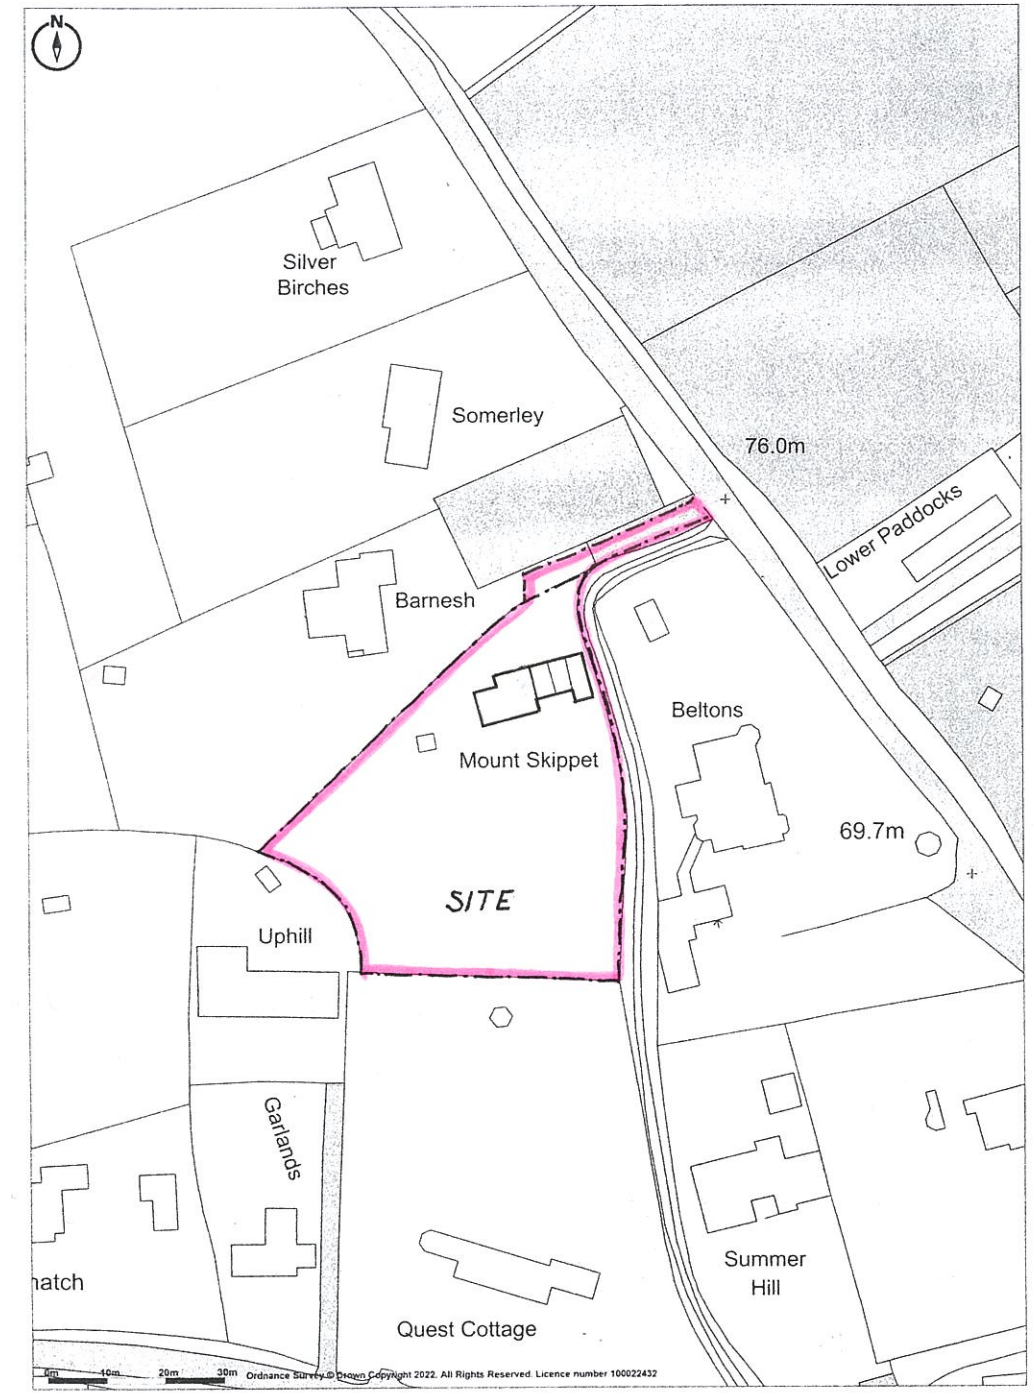 N
Silver
Birches
Somerley
76.0m
Lower Paddocks
Barnesh
Beltons
Mount Skippet
69.7m
SITE
Uphill
Garlands
Summer
Hill
hatch
Quest Cottage
0m 10m 20m 30m Ordnance Survey © Crown Copyright 2022. All Rights Reserved. Licence number 100022432